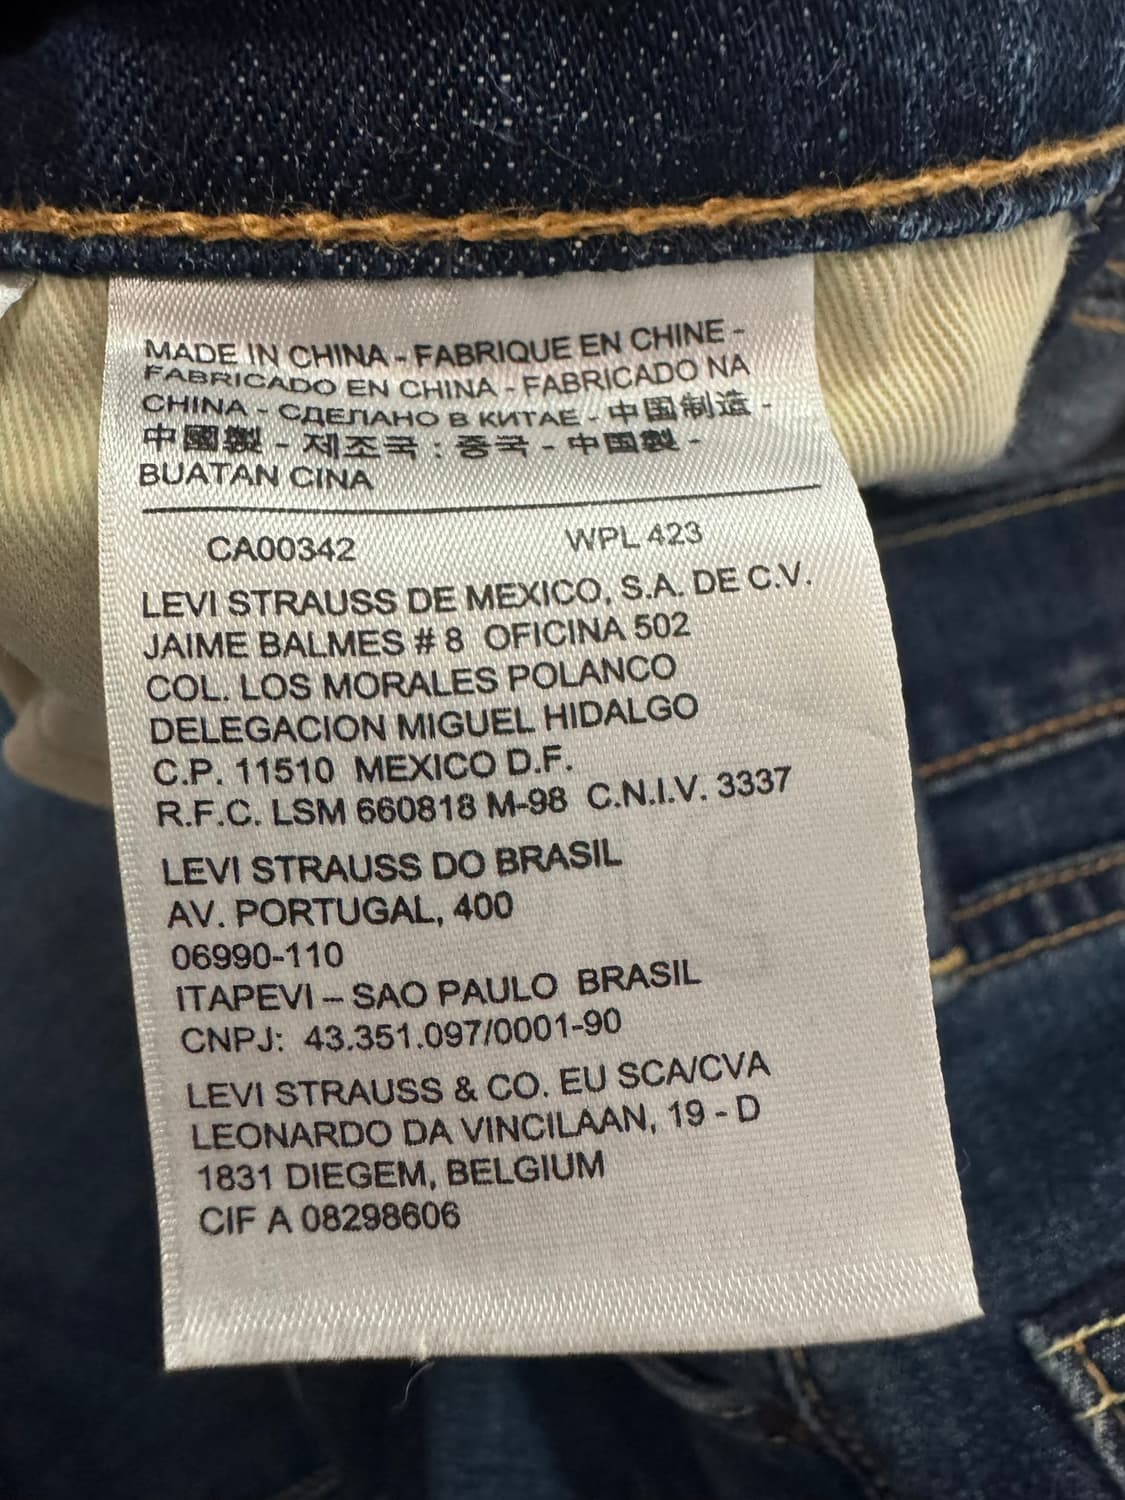 MADE IN CHINA - FABRIQUE EN CHINE -
FABRICADO EN CHINA - FABRICADO NA
CHINA - СДЕЛАНО В КИТАЕ - 中国制造 -
中國製 - 제조국 : 중국 - 中国製 -
BUATAN CINA
CA00342 WPL 423
LEVI STRAUSS DE MEXICO, S.A. DE C.V.
JAIME BALMES # 8 OFICINA 502
COL. LOS MORALES POLANCO
DELEGACION MIGUEL HIDALGO
C.P. 11510 MEXICO D.F.
R.F.C. LSM 660818 M-98 C.N.I.V. 3337
LEVI STRAUSS DO BRASIL
AV. PORTUGAL, 400
06990-110
ITAPEVI – SAO PAULO BRASIL
CNPJ: 43.351.097/0001-90
LEVI STRAUSS & CO. EU SCA/CVA
LEONARDO DA VINCILAAN, 19 - D
1831 DIEGEM, BELGIUM
CIF A 08298606